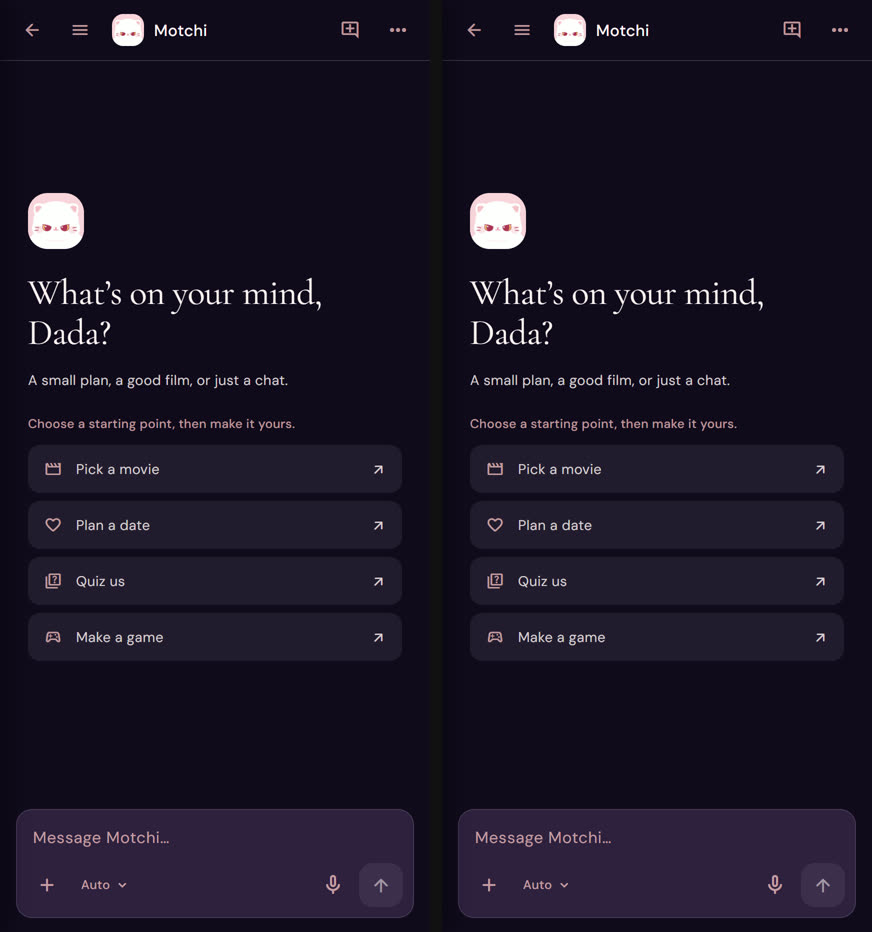 Motchi
What's on your mind,
Dada?
A small plan, a good film, or just a chat.
Choose a starting point, then make it yours.
Pick a movie
Plan a date
Quiz us
Make a game
Message Motchi...
Auto
Motchi
What's on your mind,
Dada?
A small plan, a good film, or just a chat.
Choose a starting point, then make it yours.
Pick a movie
Plan a date
Quiz us
Make a game
Message Motchi...
Auto